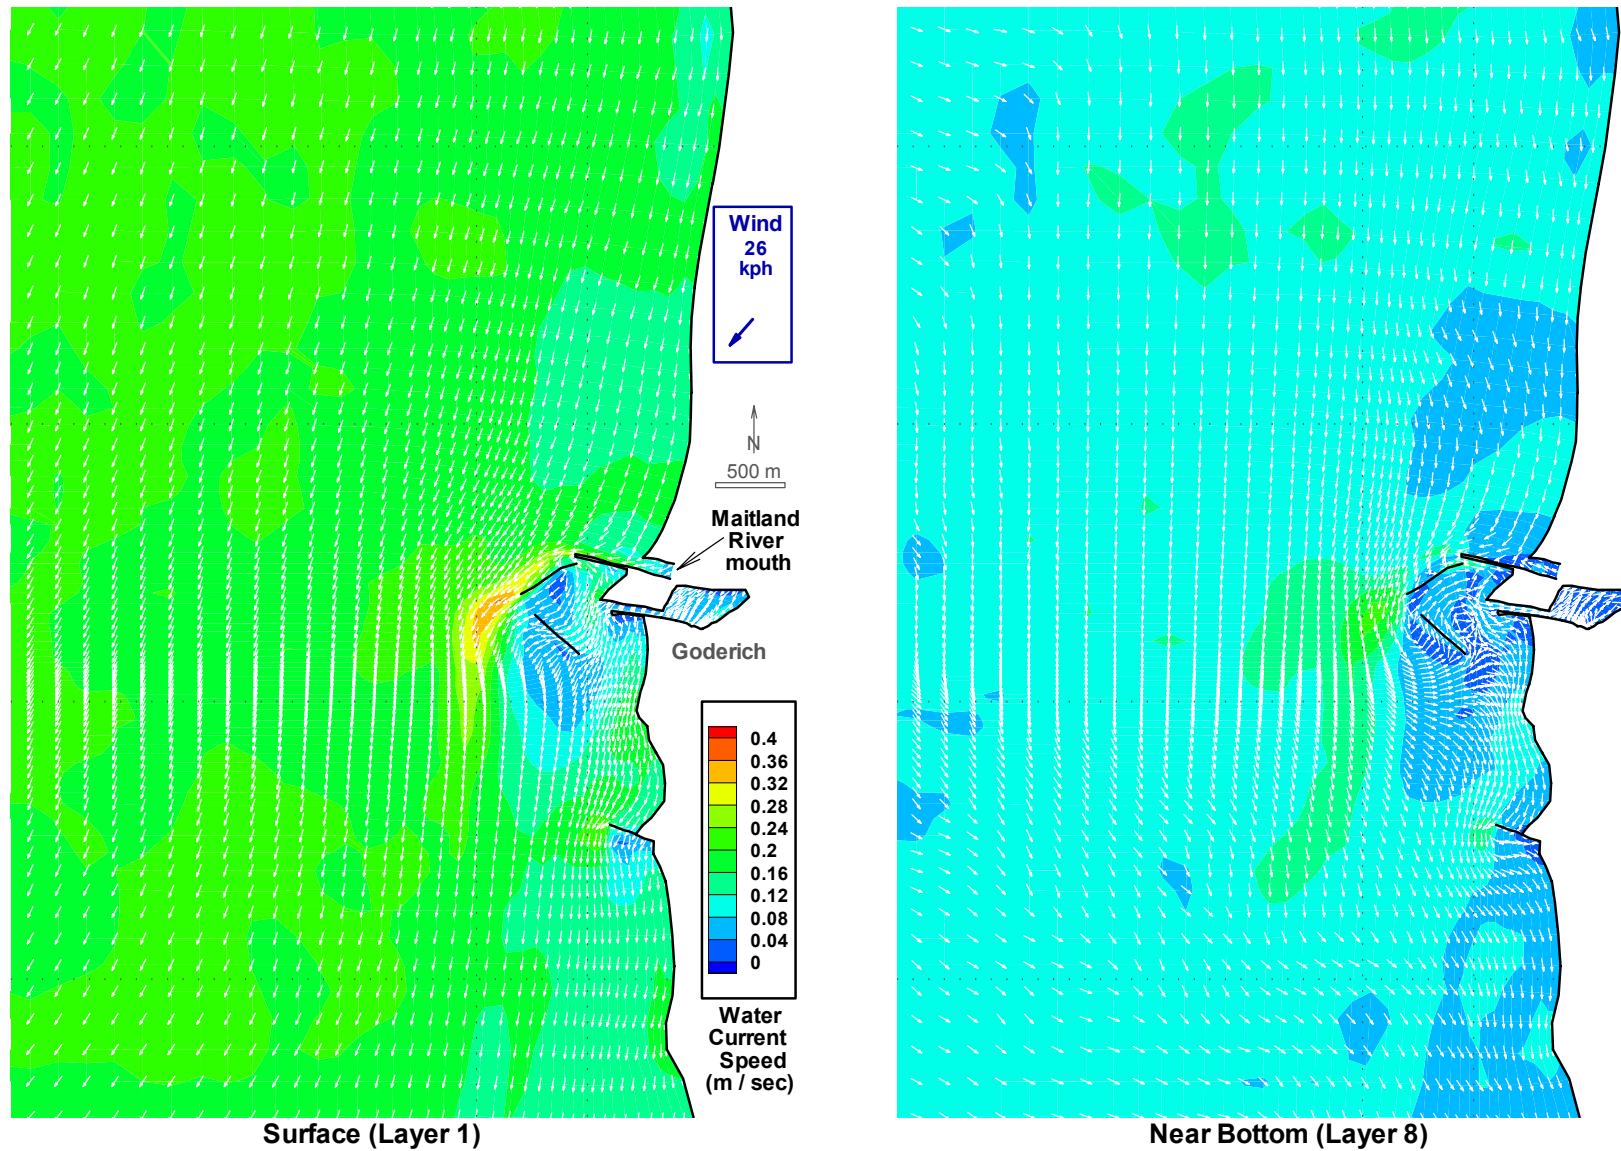 Wind
26
kph
N
500 m
Maitland
River
mouth
Goderich
0.4
0.36
0.32
0.28
0.24
0.2
0.16
0.12
0.08
0.04
0
Water
Current
Speed
(m / sec)
Surface (Layer 1)
Near Bottom (Layer 8)